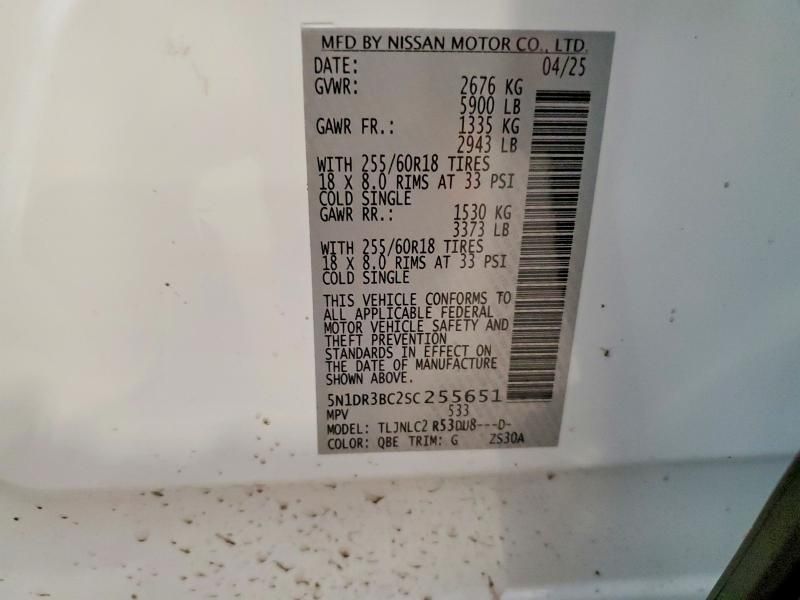 MFD BY NISSAN MOTOR CO., LTD.
DATE: 04/25
GVWR: 2676 KG
5900 LB
GAWR FR.: 1335 KG
2943 LB
WITH 255/60R18 TIRES
18 X 8.0 RIMS AT 33 PSI
COLD SINGLE
GAWR RR.: 1530 KG
3373 LB
WITH 255/60R18 TIRES
18 X 8.0 RIMS AT 33 PSI
COLD SINGLE
THIS VEHICLE CONFORMS TO
ALL APPLICABLE FEDERAL
MOTOR VEHICLE SAFETY AND
THEFT PREVENTION
STANDARDS IN EFFECT ON
THE DATE OF MANUFACTURE
SHOWN ABOVE.
5N1DR3BC2SC255651
MPV 533
MODEL: TLJNLC2 R53DU8---D-
COLOR: QBE TRIM: G ZS30A